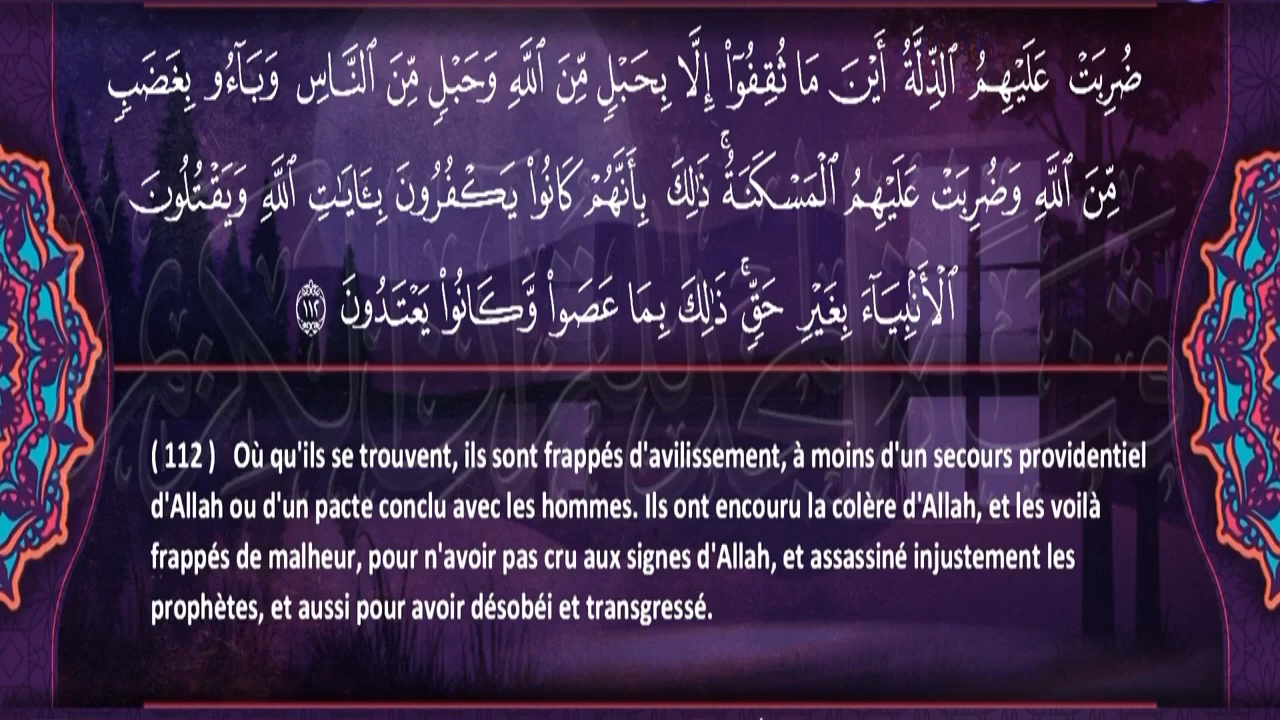 ضُرِبَتْ عَلَيْهِمُ ٱلذِّلَّةُ أَيْنَ مَا ثُقِفُوٓا۟ إِلَّا بِحَبْلٍ مِّنَ ٱللَّهِ وَحَبْلٍ مِّنَ ٱلنَّاسِ وَبَآءُو بِغَضَبٍ
مِّنَ ٱللَّهِ وَضُرِبَتْ عَلَيْهِمُ ٱلْمَسْكَنَةُ ۚ ذَٰلِكَ بِأَنَّهُمْ كَانُوا۟ يَكْفُرُونَ بِـَٔايَـٰتِ ٱللَّهِ وَيَقْتُلُونَ
ٱلْأَنۢبِيَآءَ بِغَيْرِ حَقٍّ ۚ ذَٰلِكَ بِمَا عَصَوا۟ وَّكَانُوا۟ يَعْتَدُونَ ١١٢
( 112 ) Où qu'ils se trouvent, ils sont frappés d'avilissement, à moins d'un secours providentiel
d'Allah ou d'un pacte conclu avec les hommes. Ils ont encouru la colère d'Allah, et les voilà
frappés de malheur, pour n'avoir pas cru aux signes d'Allah, et assassiné injustement les
prophètes, et aussi pour avoir désobéi et transgressé.